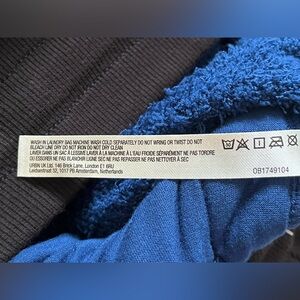 WASH IN LAUNDRY BAG MACHINE WASH COLD SEPARATELY DO NOT WRING OR TWIST DO NOT
BLEACH LINE DRY DO NOT IRON DO NOT DRY CLEAN
LAVER DANS UN SAC À LESSIVE LAVER À LA MACHINE À L'EAU FROIDE SÉPARÉMENT NE PAS TORDRE
OU ESSORER NE PAS BLANCHIR LIGNE SEC NE PAS REPASSER NE PAS NETTOYER À SEC
URBN UK Ltd. 146 Brick Lane, London E1 6RU
Leidsestraat 52, 1017 PB Amsterdam, Netherlands
OB1749104